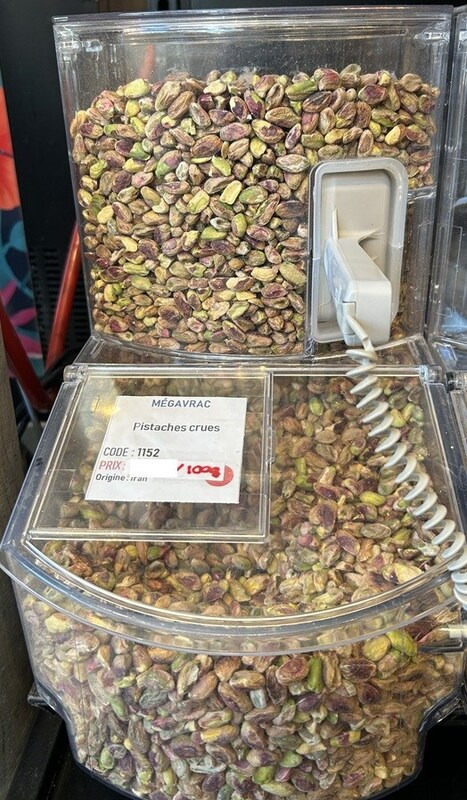 MÉGAVRAC
Pistaches crues
CODE : 1152
PRIX:
Origine: Iran